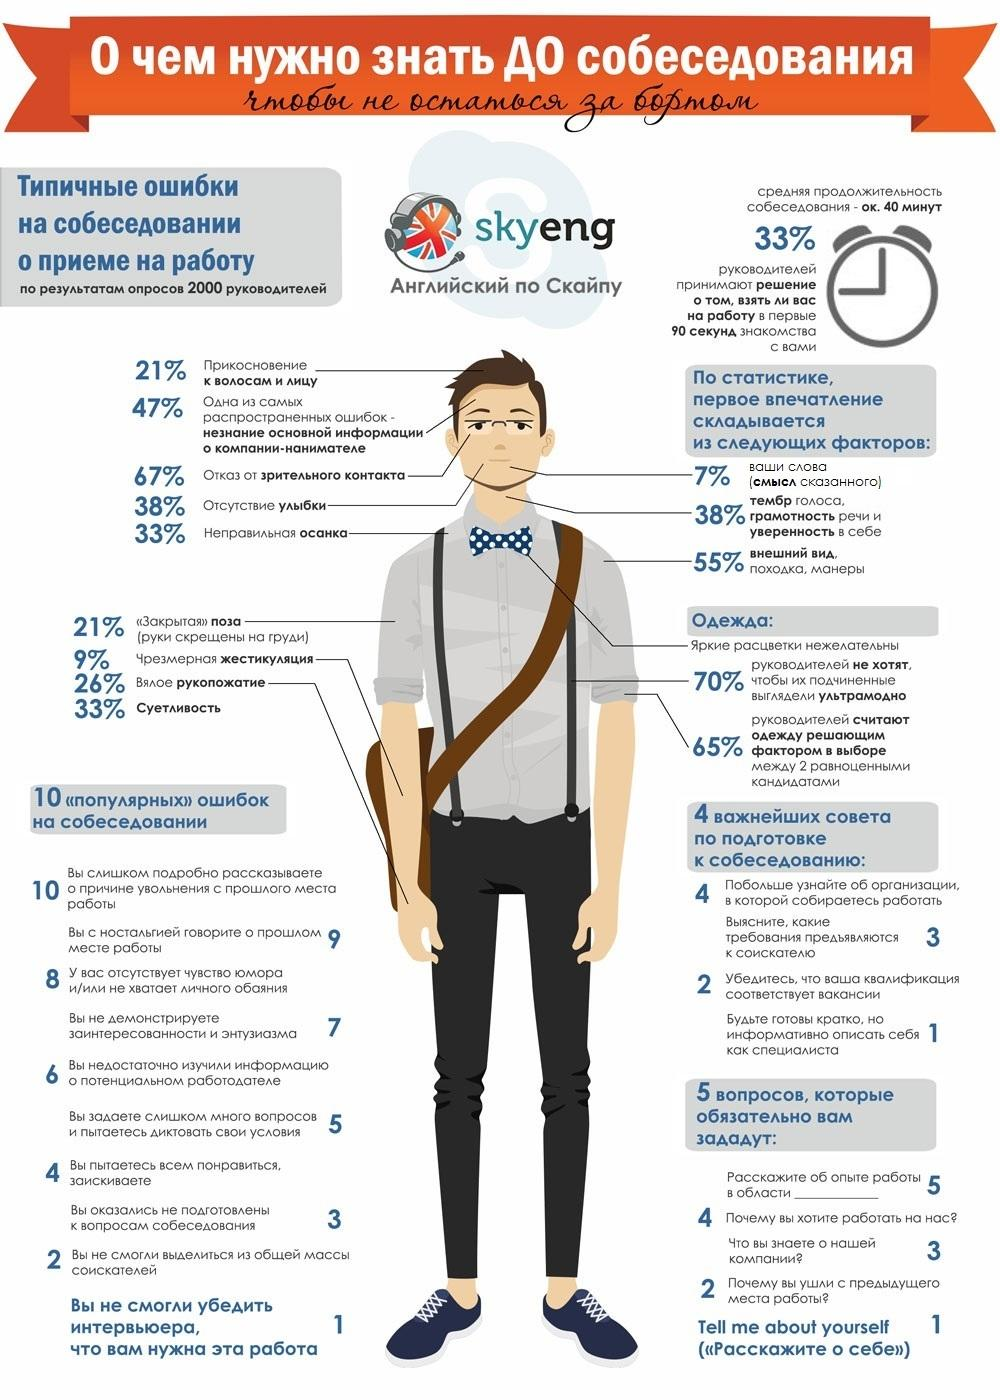 О чем нужно знать ДО собеседования
чтобы не остаться за бортом
Типичные ошибки
на собеседовании
о приеме на работу
по результатам опросов 2000 руководителей
skyeng
Английский по Скайпу
средняя продолжительность
собеседования - ок. 40 минут
33%
руководителей
принимают решение
о том, взять ли вас
на работу в первые
90 секунд знакомства
с вами
21%
Прикосновение
к волосам и лицу
47%
Одна из самых
распространенных ошибок -
незнание основной информации
о компании-нанимателе
67%
Отказ от зрительного контакта
38%
Отсутствие улыбки
33%
Неправильная осанка
По статистике,
первое впечатление
складывается
из следующих факторов:
7%
ваши слова
(смысл сказанного)
38%
тембр голоса,
грамотность речи и
уверенность в себе
55%
внешний вид,
походка, манеры
21%
«Закрытая» поза
(руки скрещены на груди)
9%
Чрезмерная жестикуляция
26%
Вялое рукопожатие
33%
Суетливость
Одежда:
Яркие расцветки нежелательны
70%
руководителей не хотят,
чтобы их подчиненные
выглядели ультрамодно
65%
руководителей считают
одежду решающим
фактором в выборе
между 2 равноценными
кандидатами
10 «популярных» ошибок
на собеседовании
10
Вы слишком подробно рассказываете
о причине увольнения с прошлого места
работы
Вы с ностальгией говорите о прошлом
месте работы
9
8
У вас отсутствует чувство юмора
и/или не хватает личного обаяния
Вы не демонстрируете
заинтересованности и энтузиазма
7
6
Вы недостаточно изучили информацию
о потенциальном работодателе
Вы задаете слишком много вопросов
и пытаетесь диктовать свои условия
5
4
Вы пытаетесь всем понравиться,
заискиваете
Вы оказались не подготовлены
к вопросам собеседования
3
2
Вы не смогли выделиться из общей массы
соискателей
Вы не смогли убедить
интервьюера,
что вам нужна эта работа
1
4 важнейших совета
по подготовке
к собеседованию:
4
Побольше узнайте об организации,
в которой собираетесь работать
Выясните, какие
требования предъявляются
к соискателю
3
2
Убедитесь, что ваша квалификация
соответствует вакансии
Будьте готовы кратко, но
информативно описать себя
как специалиста
1
5 вопросов, которые
обязательно вам
зададут:
Расскажите об опыте работы
в области ____________
5
4
Почему вы хотите работать на нас?
Что вы знаете о нашей
компании?
3
2
Почему вы ушли с предыдущего
места работы?
Tell me about yourself
(«Расскажите о себе»)
1